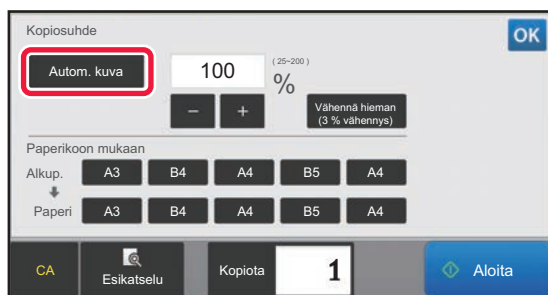 Kopiosuhde
OK
Autom. kuva
100
(25~200)
%
–
+
Vähennä hieman
(3 % vähennys)
Paperikoon mukaan
Alkup.
A3
B4
A4
B5
A4
Paperi
A3
B4
A4
B5
A4
CA
Esikatselu
Kopiota
1
Aloita